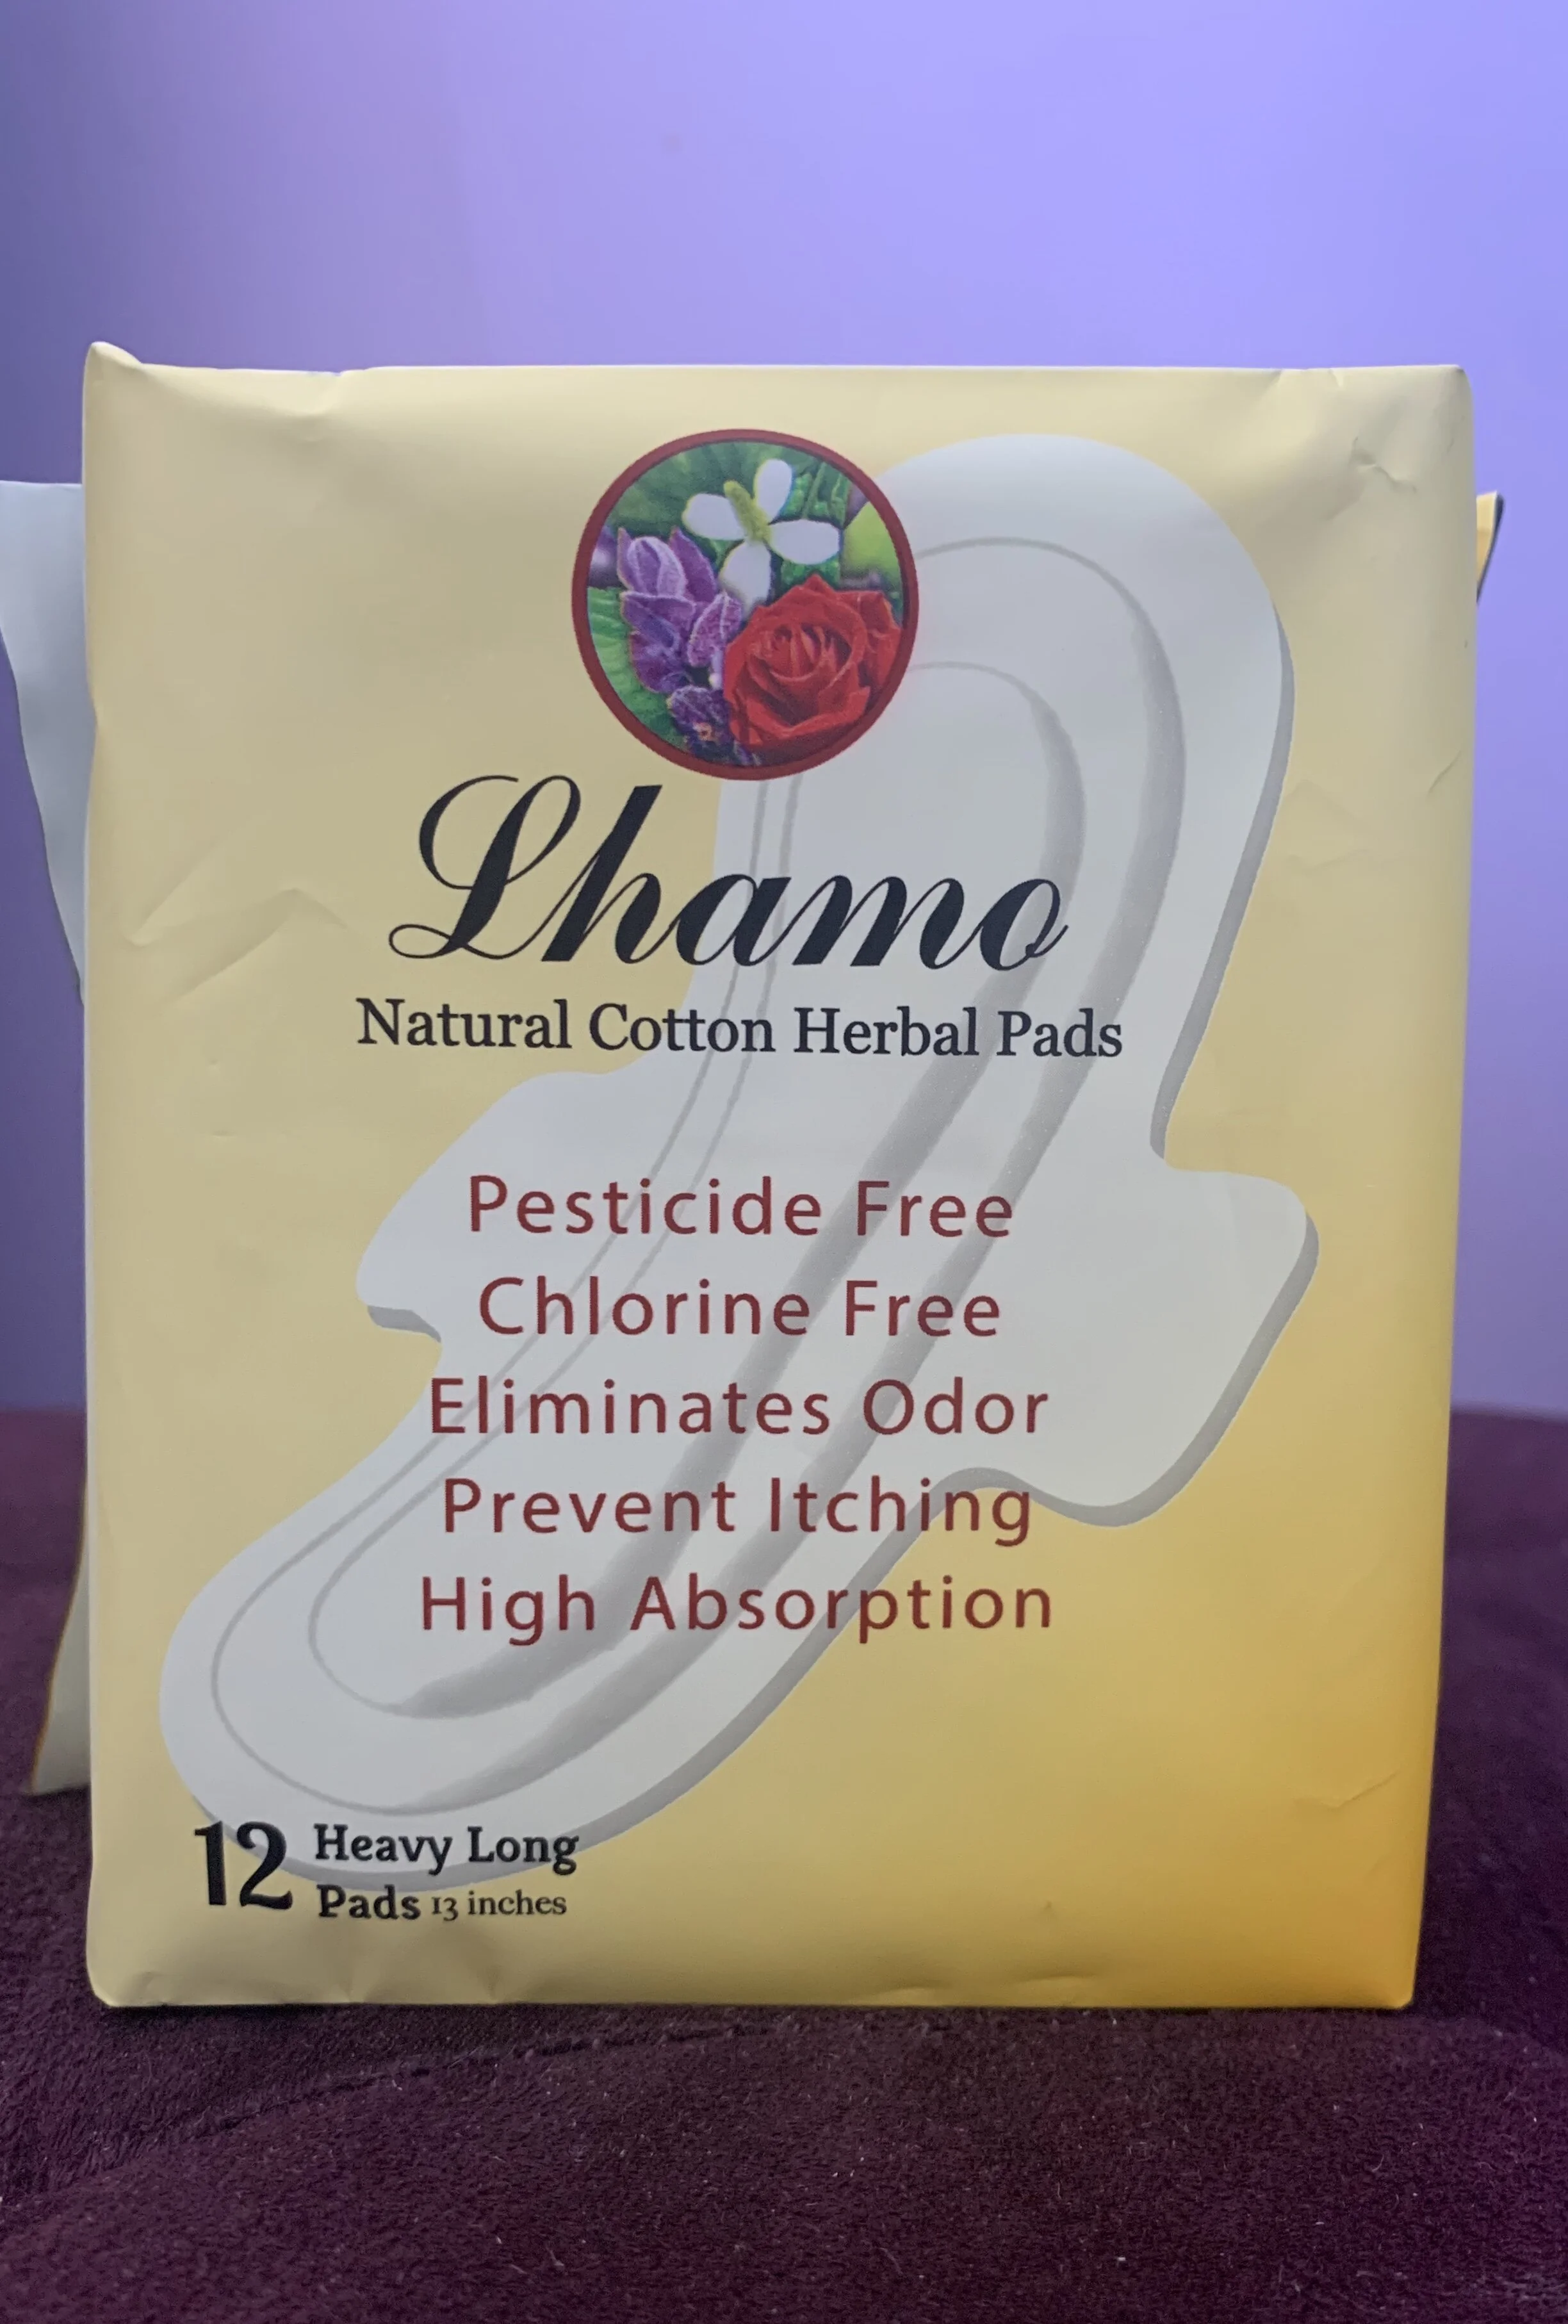 Lhamo
Natural Cotton Herbal Pads
Pesticide Free
Chlorine Free
Eliminates Odor
Prevent Itching
High Absorption
12 Heavy Long
Pads 13 inches